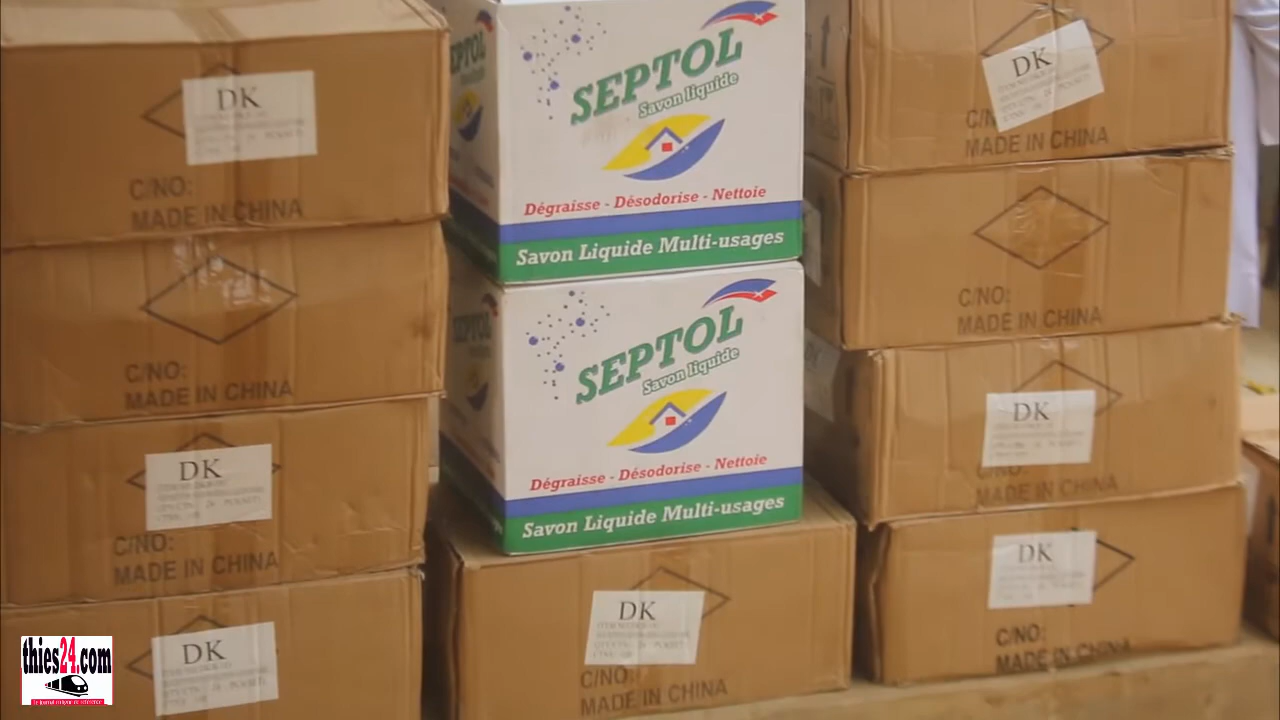 DK
C/NO:
MADE IN CHINA
C/NO:
MADE IN CHINA
DK
C/NO:
MADE IN CHINA
DK
SEPTOL
SEPTOL
Savon liquide
Dégraisse - Désodorise - Nettoie
Savon Liquide Multi-usages
SEPTOL
SEPTOL
Savon liquide
Dégraisse - Désodorise - Nettoie
Savon Liquide Multi-usages
DK
C/NO:
MADE IN CHINA
DK
MADE IN CHINA
C/NO:
MADE IN CHINA
DK
C/NO:
MADE IN CHINA
DK
C/NO:
MADE IN CHINA
thies24.com